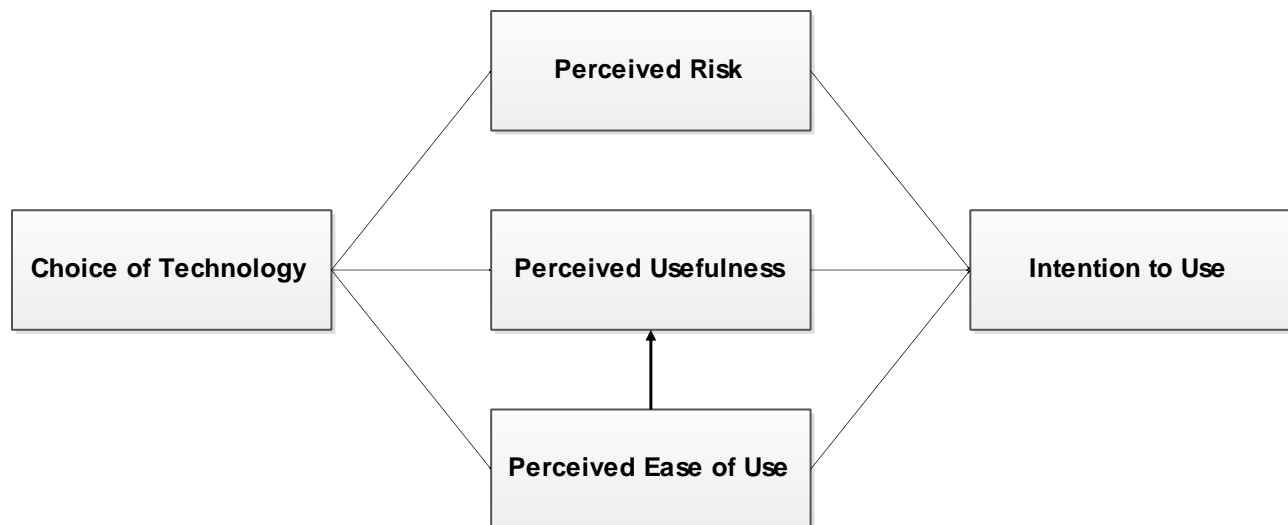 Perceived Risk
Choice of Technology
Perceived Usefulness
Intention to Use
Perceived Ease of Use